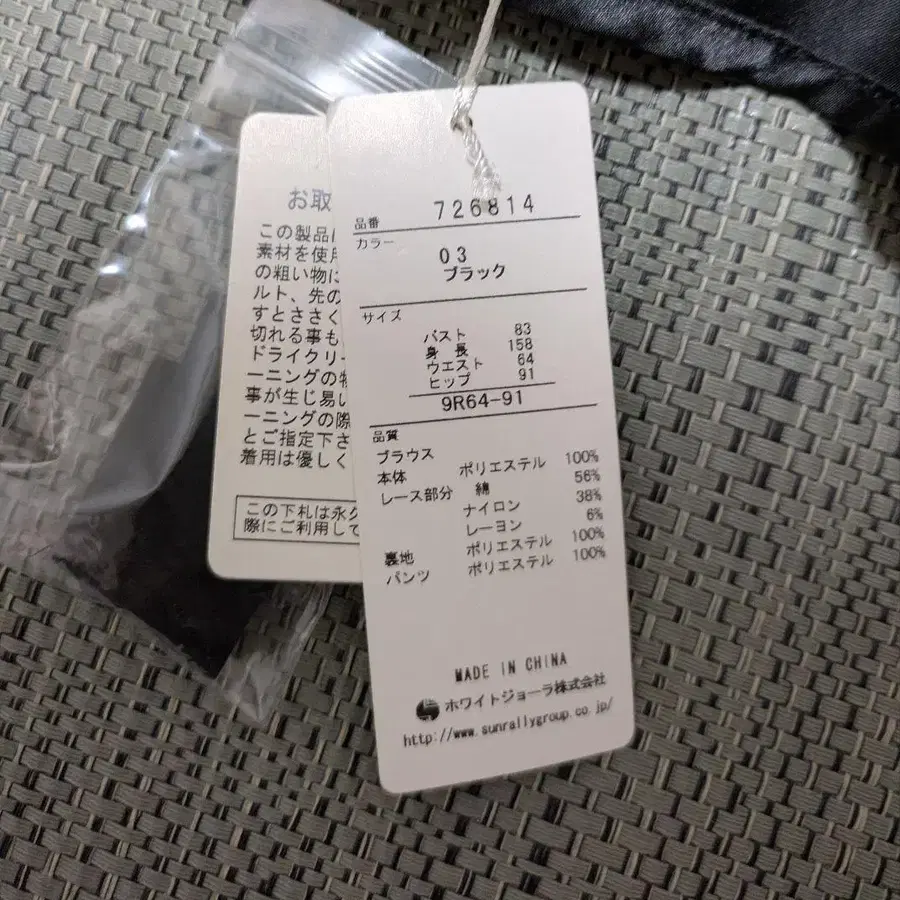 お取
この製品
素材を使用
の粗い物に
ルト、先の
すとささく
切れる事も
ドライクリー
ーニングの物
事が生じ易い
ーニングの際
とご指定下さ
着用は優しく
この下札は永久
際にご利用して
品番 726814
カラー
03
ブラック
サイズ
バスト 83
身長 158
ウエスト 64
ヒップ 91
9R64-91
品質
ブラウス
本体 ポリエステル 100%
レース部分 綿 56%
ナイロン 38%
レーヨン 6%
裏地 ポリエステル 100%
パンツ ポリエステル 100%
MADE IN CHINA
ホワイトジョーラ株式会社
http://www.sunrallygroup.co.jp/